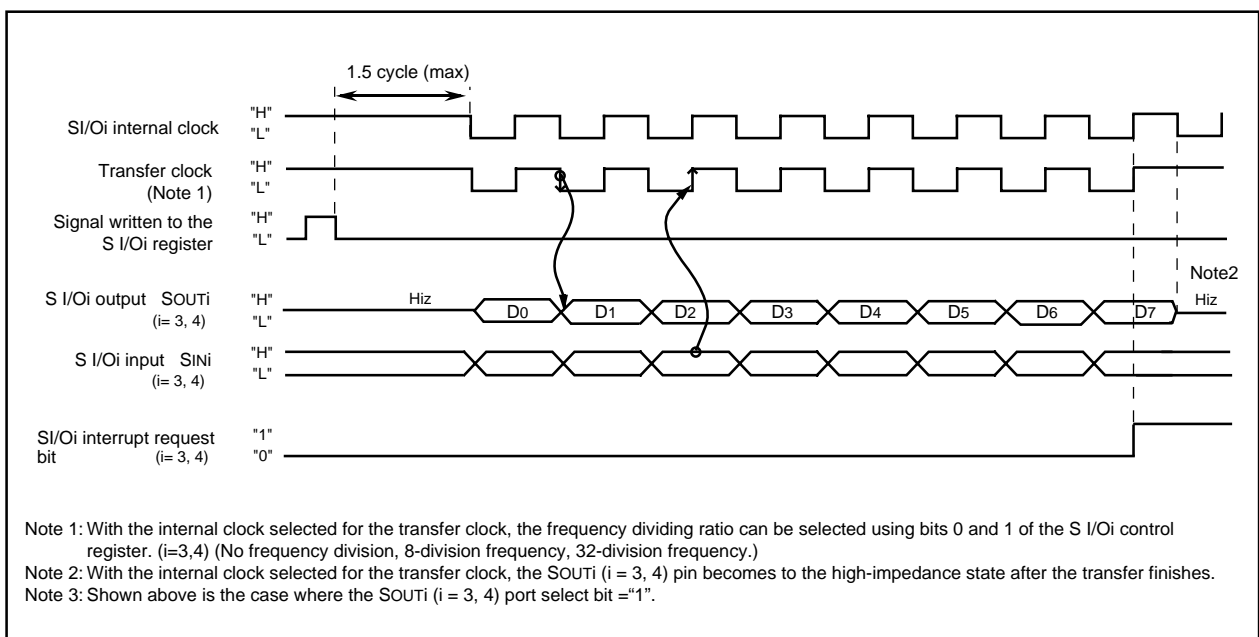 1.5 cycle (max)
SI/Oi internal clock "H"
"L"
Transfer clock "H"
(Note 1) "L"
Signal written to the "H"
S I/Oi register "L"
Note2
S I/Oi output SOUTi "H" Hiz D0 D1 D2 D3 D4 D5 D6 D7 Hiz
(i= 3, 4) "L"
S I/Oi input SINi "H"
(i= 3, 4) "L"
SI/Oi interrupt request "1"
bit (i= 3, 4) "0"
Note 1: With the internal clock selected for the transfer clock, the frequency dividing ratio can be selected using bits 0 and 1 of the S I/Oi control
register. (i=3,4) (No frequency division, 8-division frequency, 32-division frequency.)
Note 2: With the internal clock selected for the transfer clock, the SOUTi (i = 3, 4) pin becomes to the high-impedance state after the transfer finishes.
Note 3: Shown above is the case where the SOUTi (i = 3, 4) port select bit =“1”.